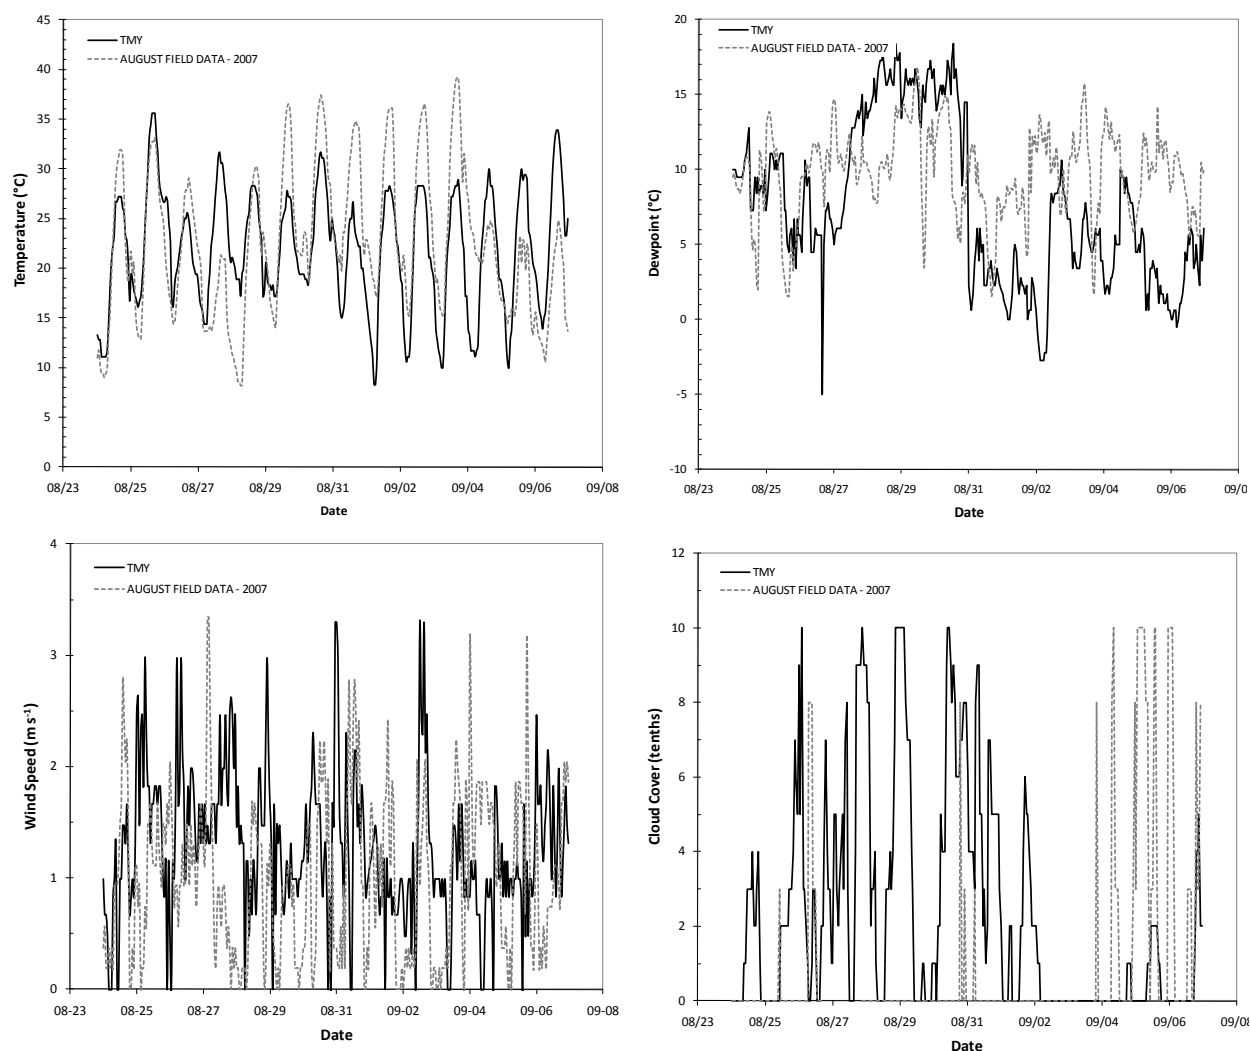 45
40
35
30
25
20
15
10
5
0
Temperature (°C)
TMY
AUGUST FIELD DATA - 2007
08/23 08/25 08/27 08/29 08/31 09/02 09/04 09/06 09/08
Date
20
15
10
5
0
-5
-10
Dewpoint (°C)
TMY
AUGUST FIELD DATA - 2007
08/23 08/25 08/27 08/29 08/31 09/02 09/04 09/06 09/0
Date
4
3
2
1
0
Wind Speed (m s-1)
TMY
AUGUST FIELD DATA - 2007
08-23 08-25 08-27 08-29 08-31 09-02 09-04 09-06 09-08
Date
12
10
8
6
4
2
0
Cloud Cover (tenths)
TMY
AUGUST FIELD DATA - 2007
08/23 08/25 08/27 08/29 08/31 09/02 09/04 09/06 09/08
Date